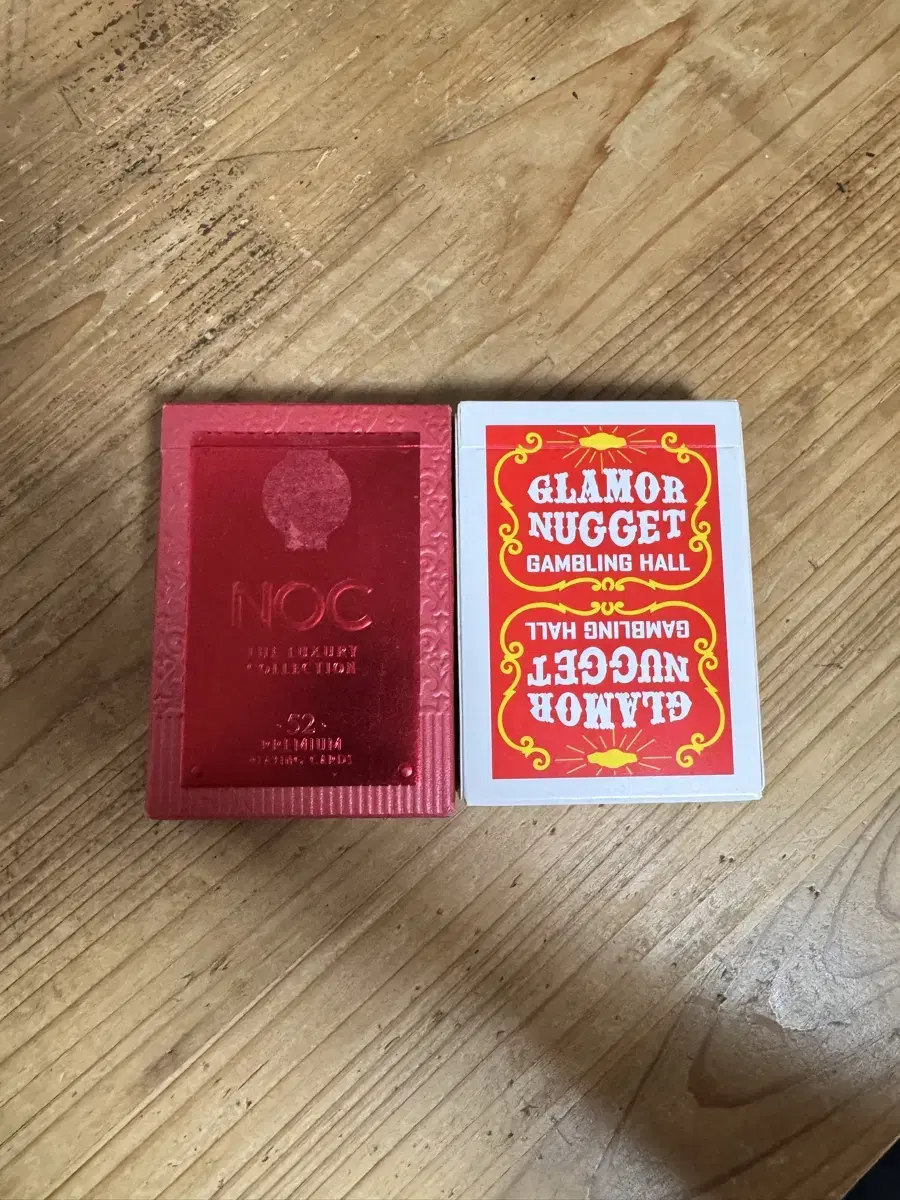 NOC
THE LUXURY
COLLECTION
52
PREMIUM
PLAYING CARDS
GLAMOR
NUGGET
GAMBLING HALL
GAMBLING HALL
NUGGET
GLAMOR